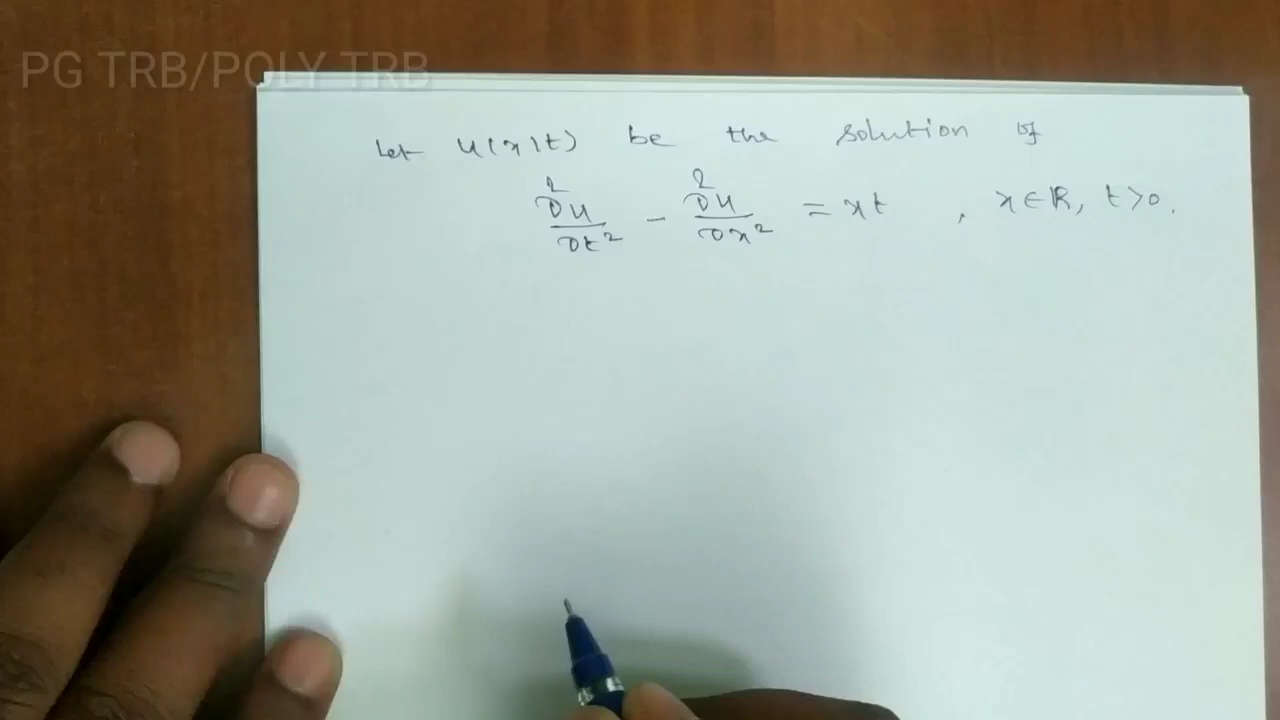 PG TRB/POLY TRB
Let u(x,t) be the solution of
∂²u/∂t² - ∂²u/∂x² = xt , x∈ℝ, t>0.